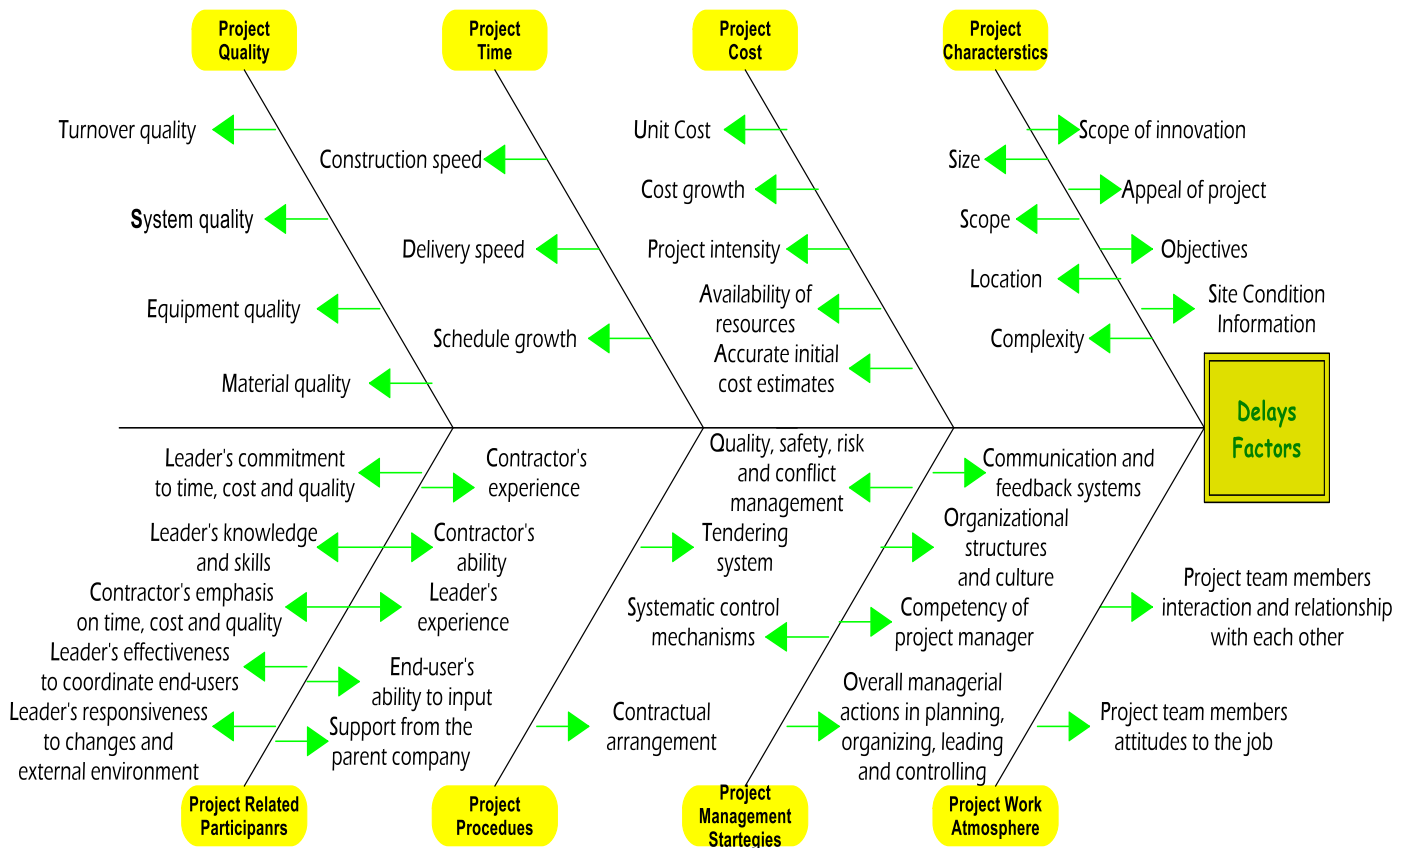 Project
Quality
Project
Time
Project
Cost
Project
Characterstics
Turnover quality
System quality
Equipment quality
Material quality
Construction speed
Delivery speed
Schedule growth
Unit Cost
Cost growth
Project intensity
Availability of
resources
Accurate initial
cost estimates
Scope of innovation
Size
Appeal of project
Scope
Objectives
Location
Site Condition
Information
Complexity
Delays
Factors
Leader's commitment
to time, cost and quality
Leader's knowledge
and skills
Contractor's emphasis
on time, cost and quality
Leader's effectiveness
to coordinate end-users
Leader's responsiveness
to changes and
external environment
Contractor's
experience
Contractor's
ability
Leader's
experience
End-user's
ability to input
Support from the
parent company
Tendering
system
Contractual
arrangement
Quality, safety, risk
and conflict
management
Systematic control
mechanisms
Communication and
feedback systems
Organizational
structures
and culture
Competency of
project manager
Overall managerial
actions in planning,
organizing, leading
and controlling
Project team members
interaction and relationship
with each other
Project team members
attitudes to the job
Project Related
Participanrs
Project
Procedues
Project
Management
Startegies
Project Work
Atmosphere